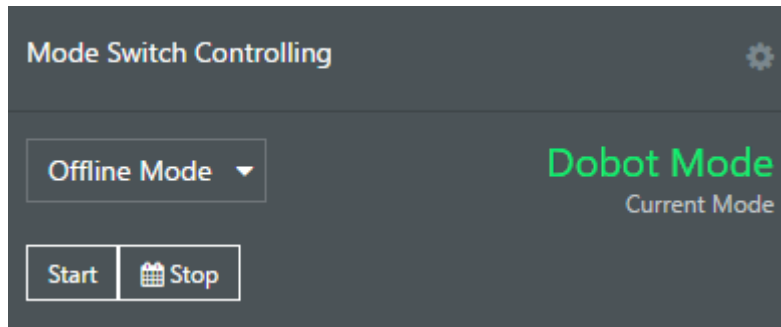 Mode Switch Controlling
Offline Mode
Dobot Mode
Current Mode
Start
Stop